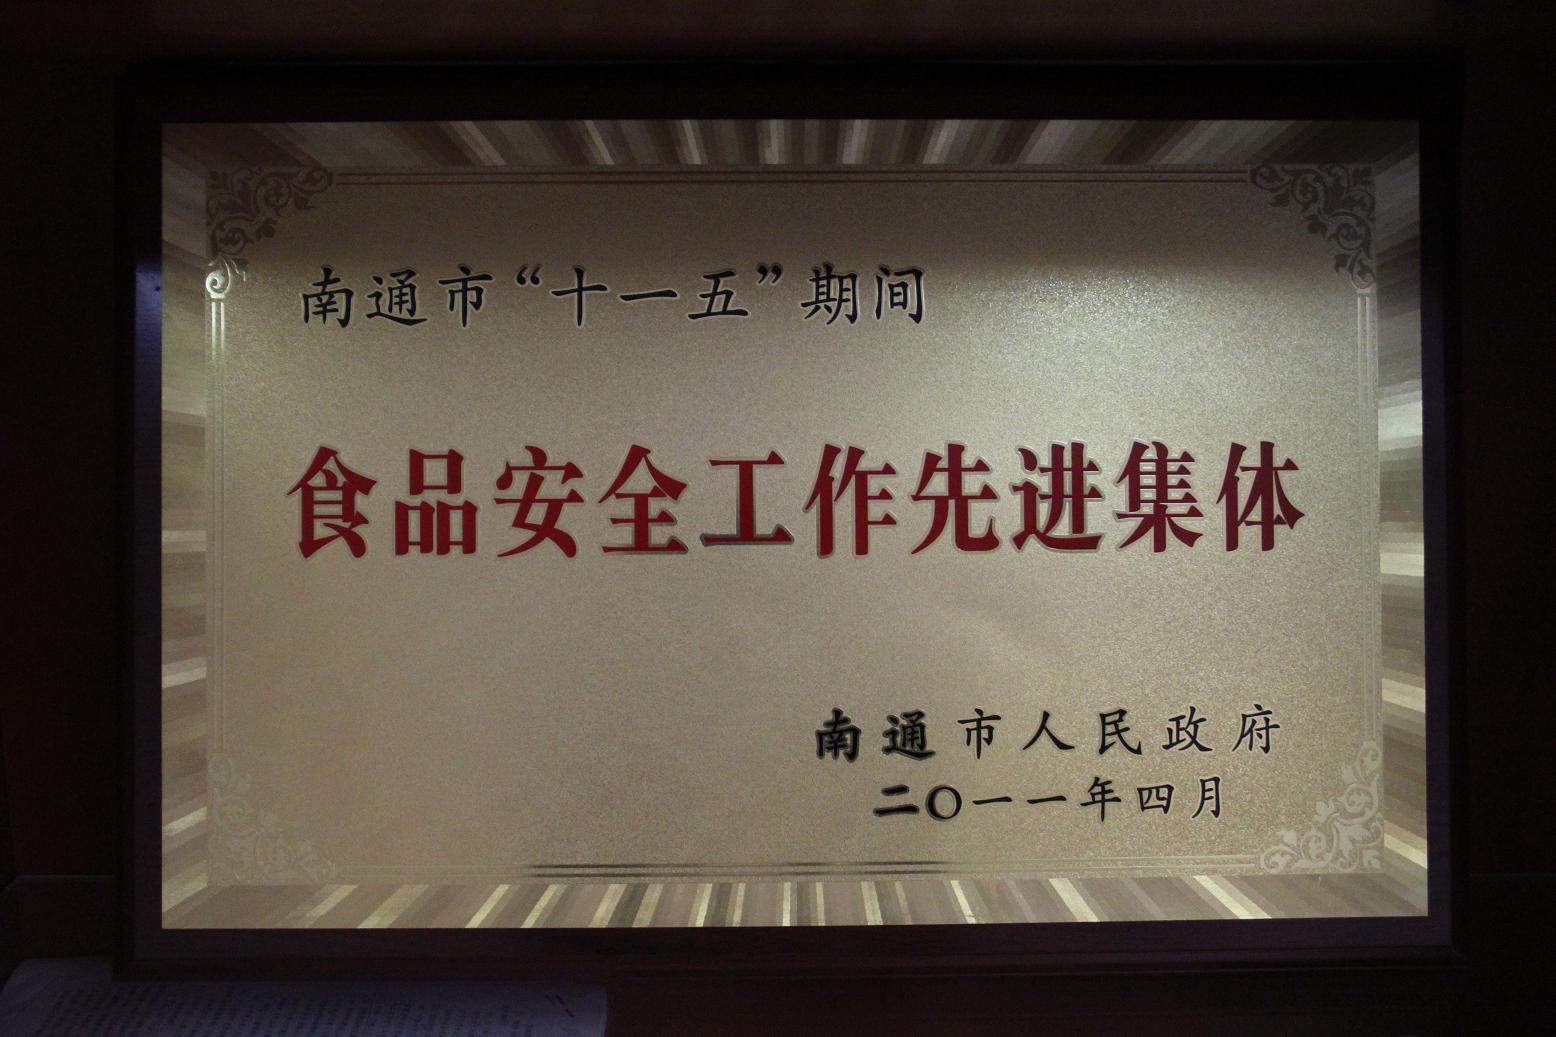 南通市“十一五”期间
食品安全工作先进集体
南通市人民政府
二〇一一年四月